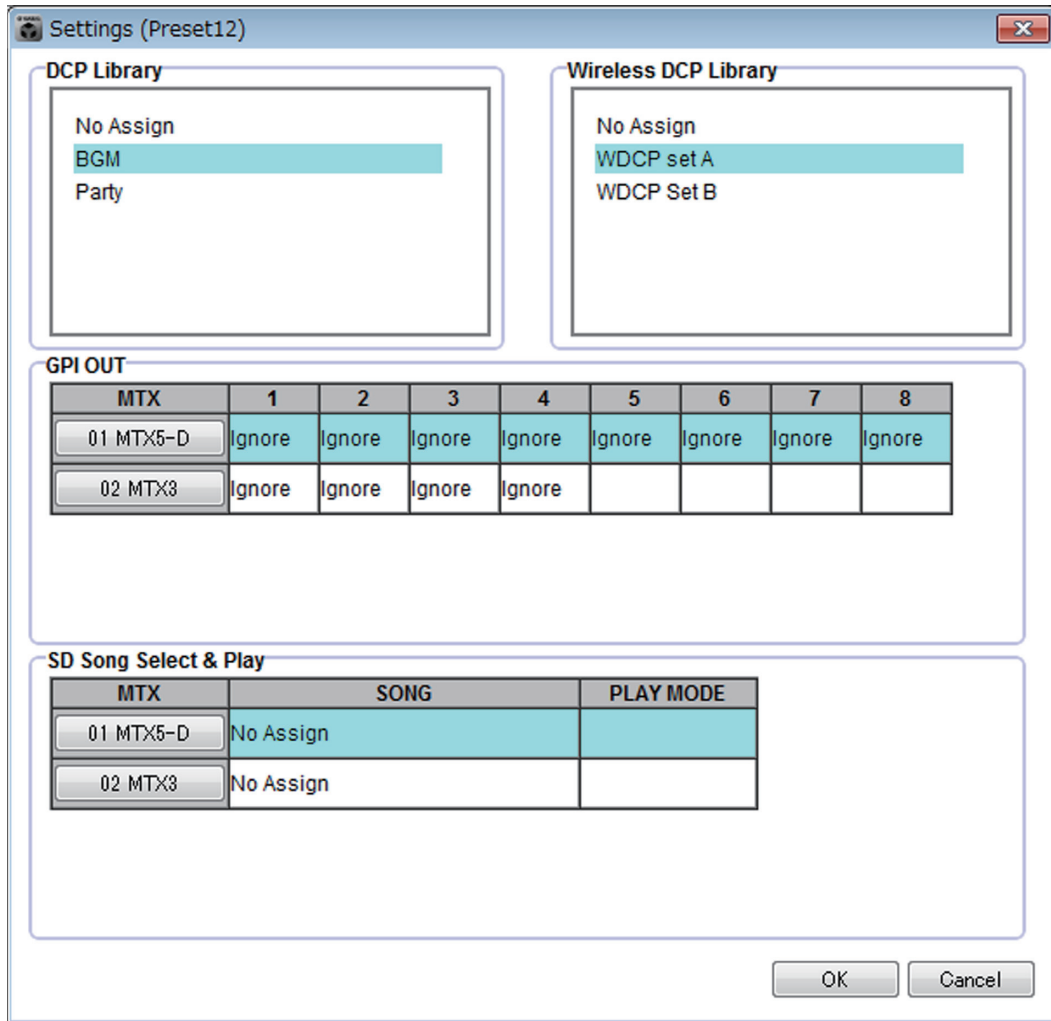 Settings (Preset12)
DCP Library
No Assign
BGM
Party
Wireless DCP Library
No Assign
WDCP set A
WDCP Set B
GPI OUT
MTX 1 2 3 4 5 6 7 8
01 MTX5-D Ignore Ignore Ignore Ignore Ignore Ignore Ignore Ignore
02 MTX3 Ignore Ignore Ignore Ignore
SD Song Select & Play
MTX SONG PLAY MODE
01 MTX5-D No Assign
02 MTX3 No Assign
OK Cancel